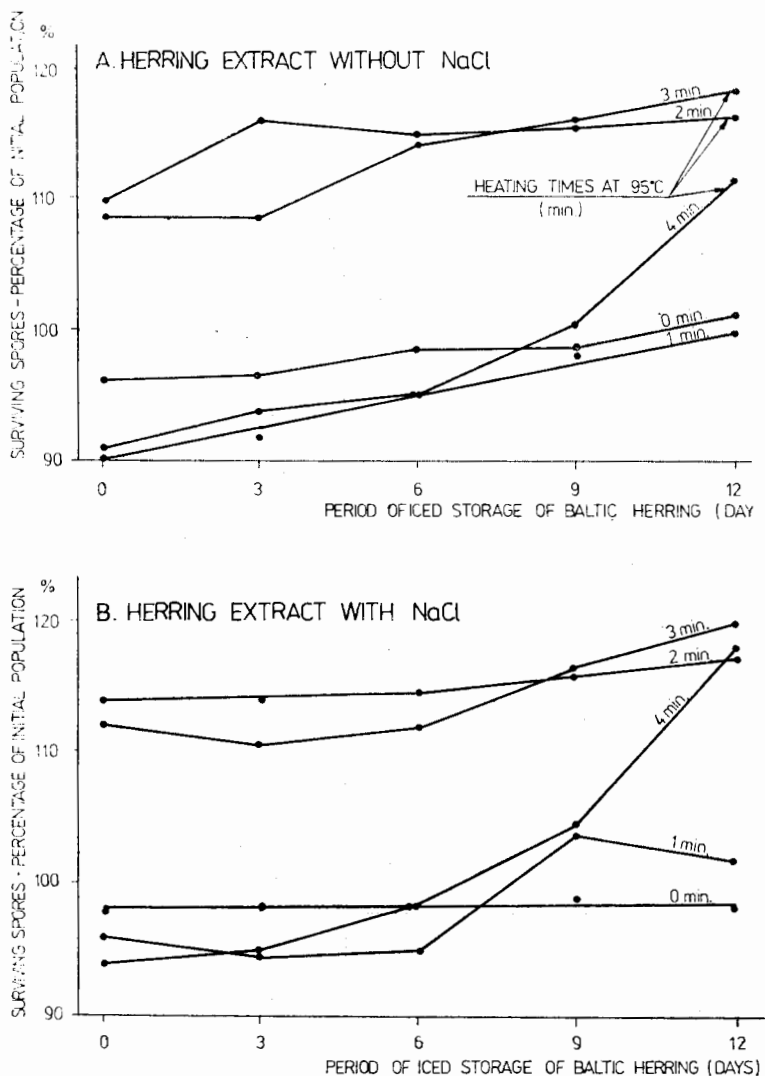 %
A. HERRING EXTRACT WITHOUT NaCl
SURVIVING SPORES - PERCENTAGE OF INITIAL POPULATION
120
110
100
90
3 min.
2 min.
HEATING TIMES AT 95°C
(min.)
4 min.
0 min.
1 min.
0 3 6 9 12
PERIOD OF ICED STORAGE OF BALTIC HERRING (DAY
%
B. HERRING EXTRACT WITH NaCl
SURVIVING SPORES - PERCENTAGE OF INITIAL POPULATION
120
110
100
90
3 min.
2 min.
4 min.
1 min.
0 min.
0 3 6 9 12
PERIOD OF ICED STORAGE OF BALTIC HERRING (DAYS)